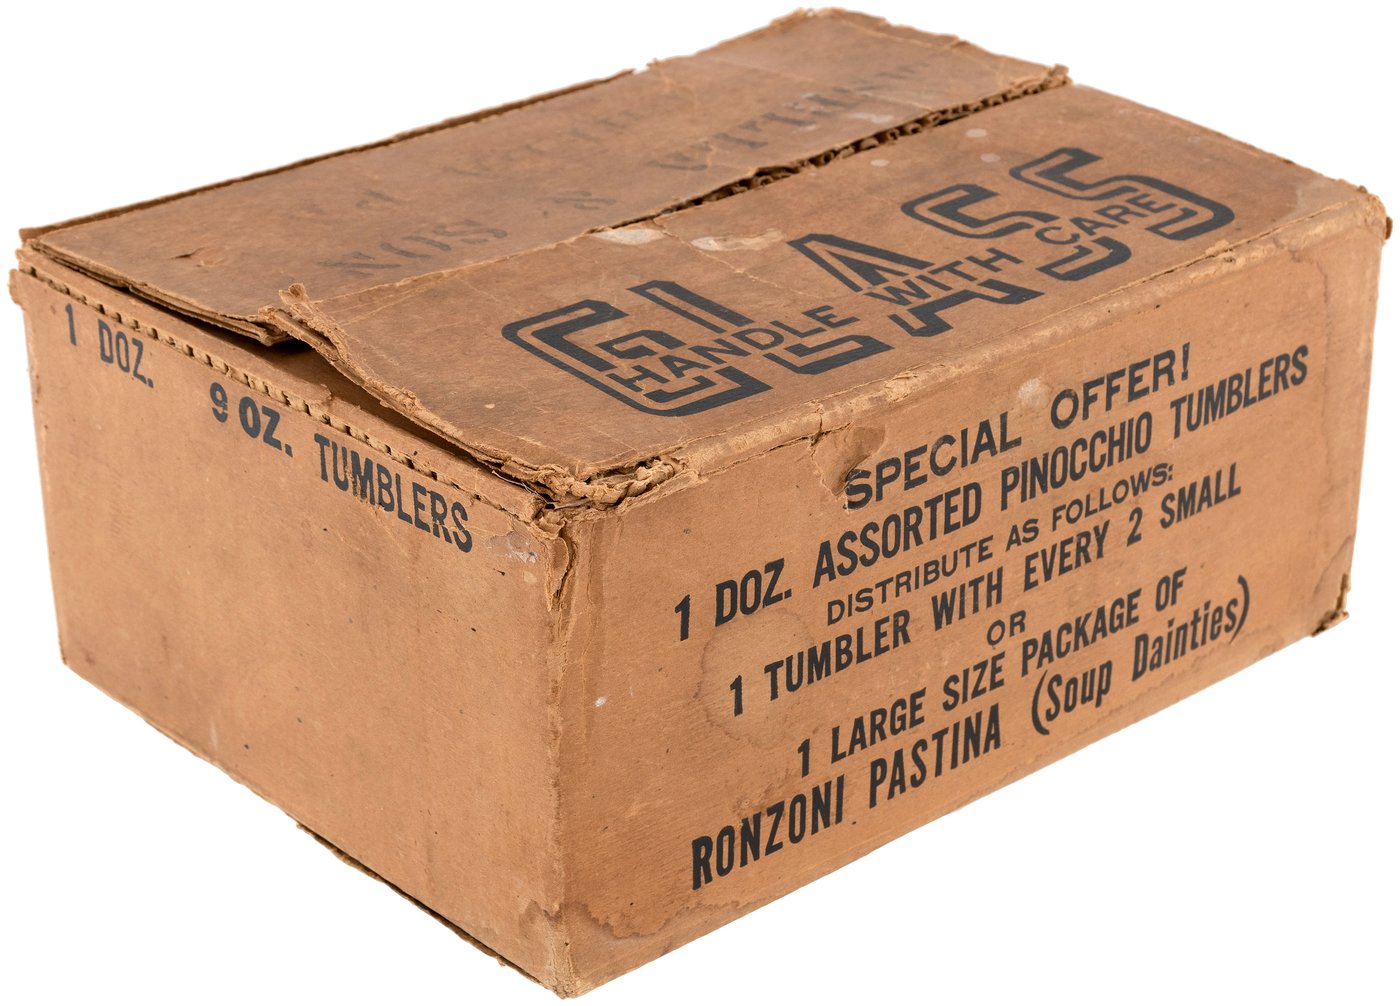 GLASS
HANDLE WITH CARE
1 DOZ. 9 OZ. TUMBLERS
SPECIAL OFFER!
1 DOZ. ASSORTED PINOCCHIO TUMBLERS
DISTRIBUTE AS FOLLOWS:
1 TUMBLER WITH EVERY 2 SMALL
OR
1 LARGE SIZE PACKAGE OF
RONZONI PASTINA (Soup Dainties)